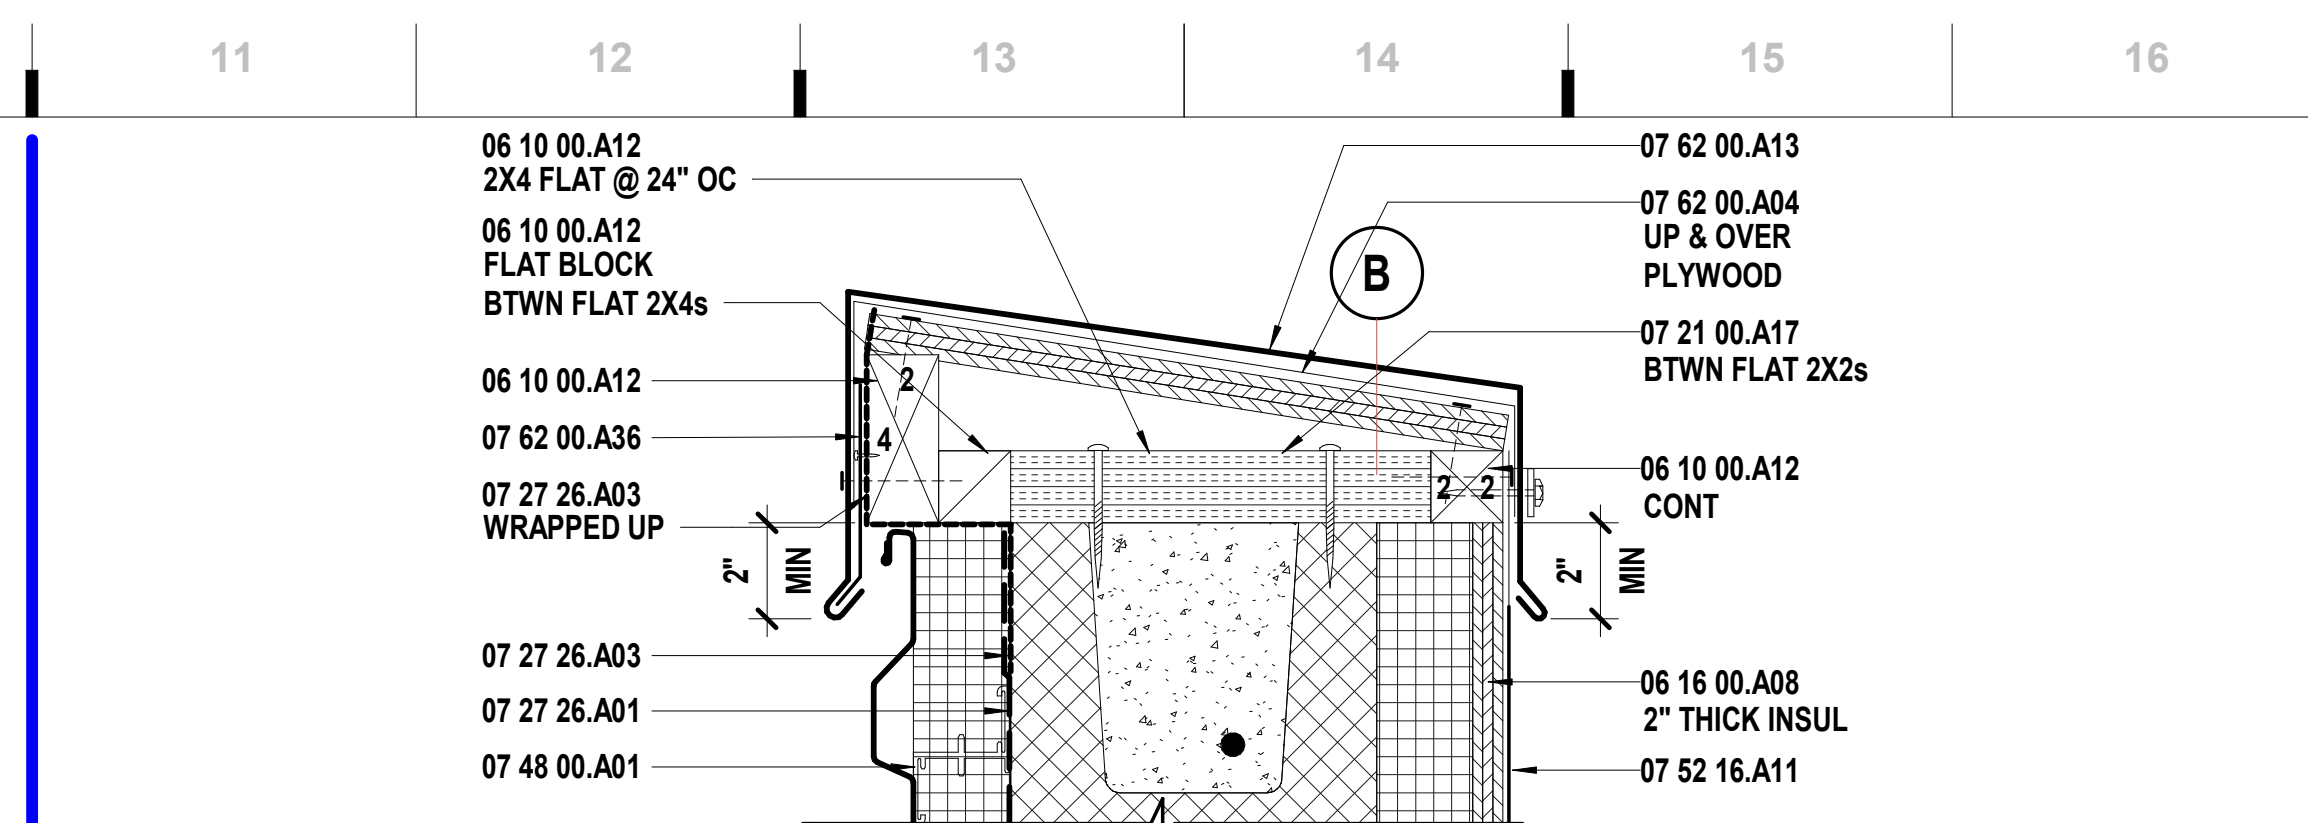 11
12
13
14
15
16
06 10 00.A12
2X4 FLAT @ 24" OC
06 10 00.A12
FLAT BLOCK
BTWN FLAT 2X4s
06 10 00.A12
07 62 00.A36
07 27 26.A03
WRAPPED UP
2"
MIN
07 27 26.A03
07 27 26.A01
07 48 00.A01
2
4
B
2
2
07 62 00.A13
07 62 00.A04
UP & OVER
PLYWOOD
07 21 00.A17
BTWN FLAT 2X2s
06 10 00.A12
CONT
2"
MIN
06 16 00.A08
2" THICK INSUL
07 52 16.A11